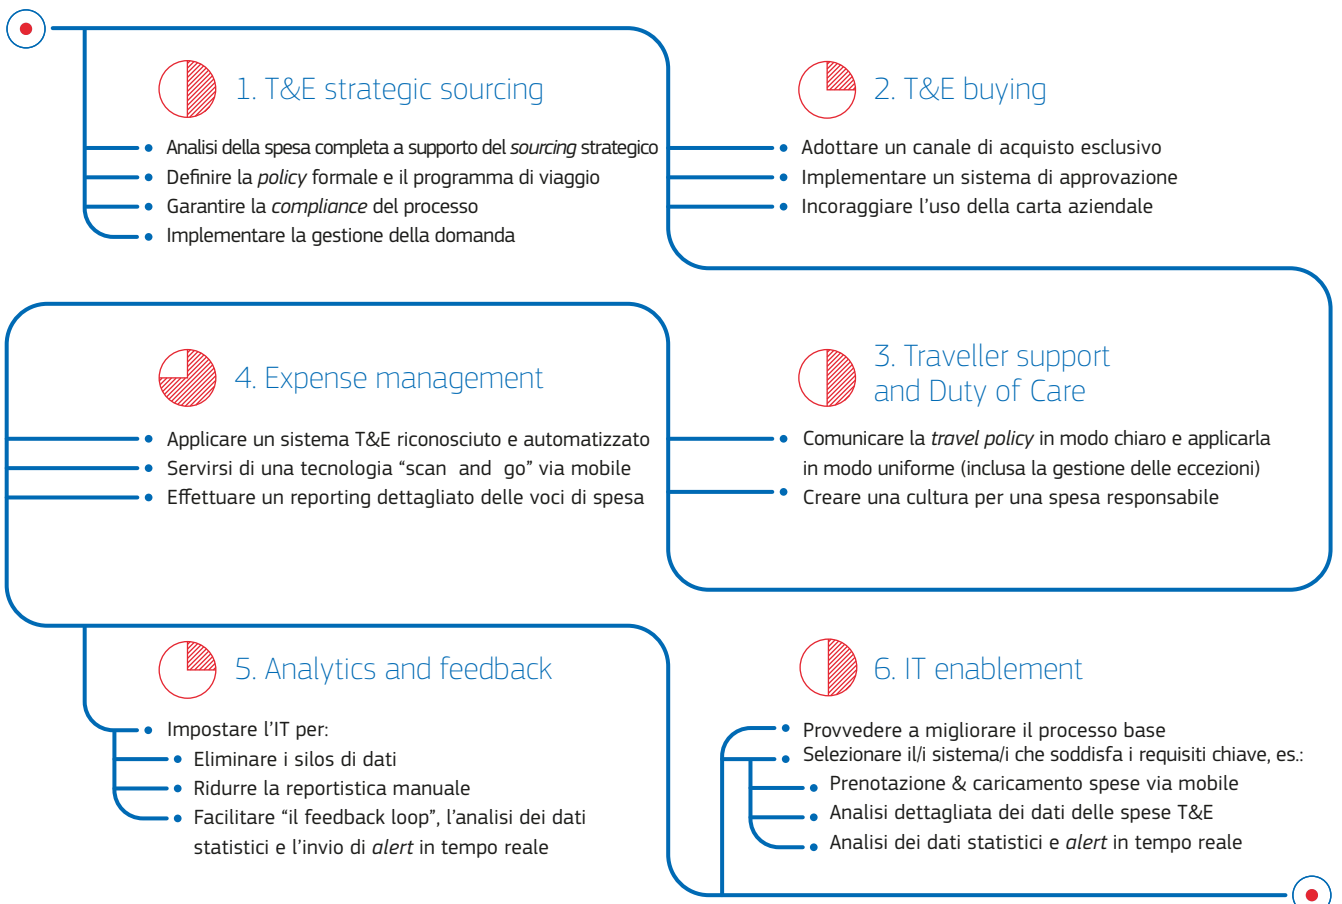 1. T&E strategic sourcing
Analisi della spesa completa a supporto del sourcing strategico
Definire la policy formale e il programma di viaggio
Garantire la compliance del processo
Implementare la gestione della domanda
2. T&E buying
Adottare un canale di acquisto esclusivo
Implementare un sistema di approvazione
Incoraggiare l'uso della carta aziendale
3. Traveller support
and Duty of Care
Comunicare la travel policy in modo chiaro e applicarla
in modo uniforme (inclusa la gestione delle eccezioni)
Creare una cultura per una spesa responsabile
4. Expense management
Applicare un sistema T&E riconosciuto e automatizzato
Servirsi di una tecnologia “scan and go” via mobile
Effettuare un reporting dettagliato delle voci di spesa
5. Analytics and feedback
Impostare l'IT per:
Eliminare i silos di dati
Ridurre la reportistica manuale
Facilitare “il feedback loop”, l'analisi dei dati
statistici e l'invio di alert in tempo reale
6. IT enablement
Provvedere a migliorare il processo base
Selezionare il/i sistema/i che soddisfa i requisiti chiave, es.:
Prenotazione & caricamento spese via mobile
Analisi dettagliata dei dati delle spese T&E
Analisi dei dati statistici e alert in tempo reale